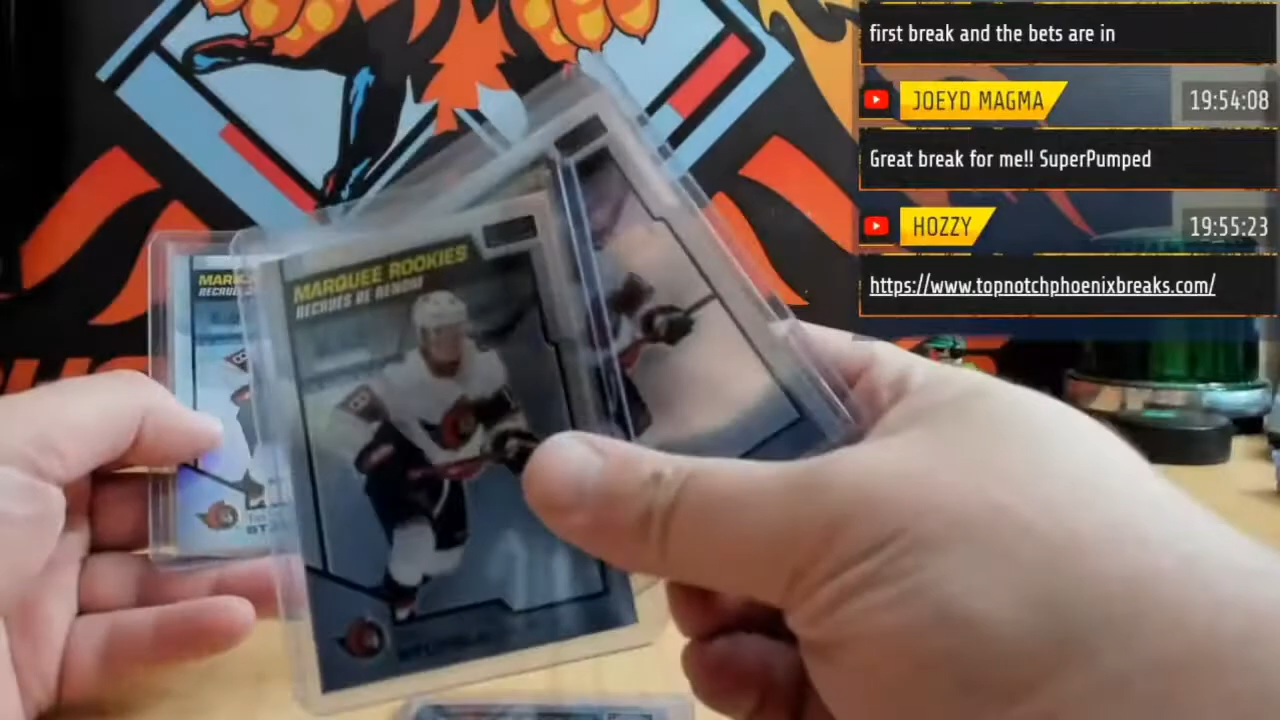 first break and the bets are in
JOEYD MAGMA
19:54:08
Great break for me!! SuperPumped
HOZZY
19:55:23
https://www.topnotchphoenixbreaks.com/
MARQUEE ROOKIES
RECRUES DE RENOM